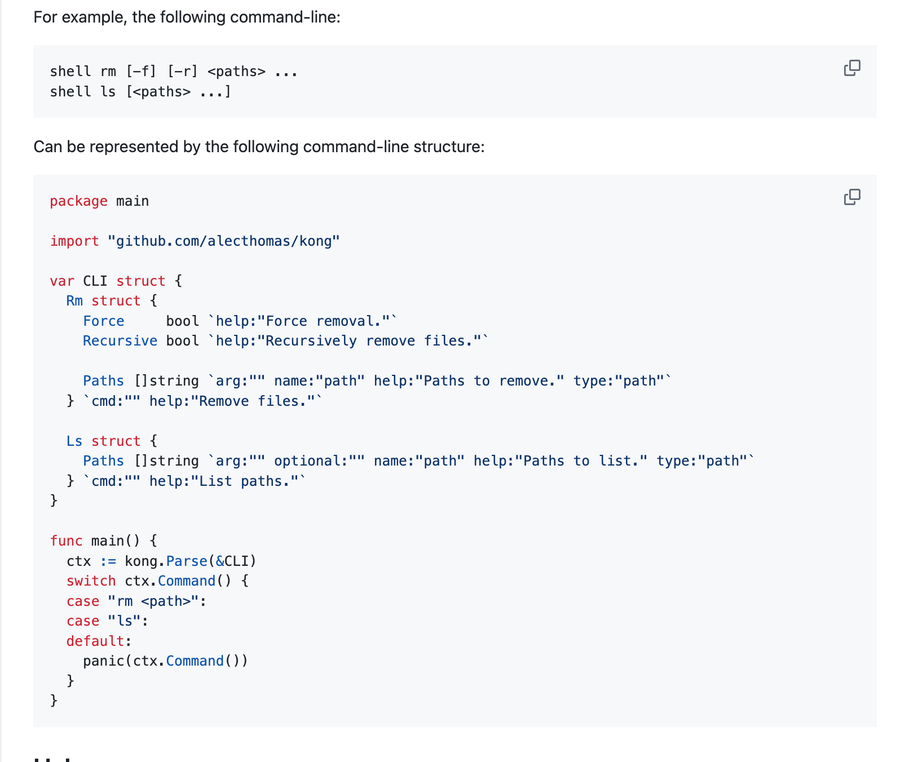 For example, the following command-line:
shell rm [-f] [-r] <paths> ...
shell ls [<paths> ...]
Can be represented by the following command-line structure:
package main

import "github.com/alecthomas/kong"

var CLI struct {
  Rm struct {
    Force     bool `help:"Force removal."`
    Recursive bool `help:"Recursively remove files."`

    Paths []string `arg:"" name:"path" help:"Paths to remove." type:"path"`
  } `cmd:"" help:"Remove files."`

  Ls struct {
    Paths []string `arg:"" optional:"" name:"path" help:"Paths to list." type:"path"`
  } `cmd:"" help:"List paths."`
}

func main() {
  ctx := kong.Parse(&CLI)
  switch ctx.Command() {
  case "rm <path>":
  case "ls":
  default:
    panic(ctx.Command())
  }
}